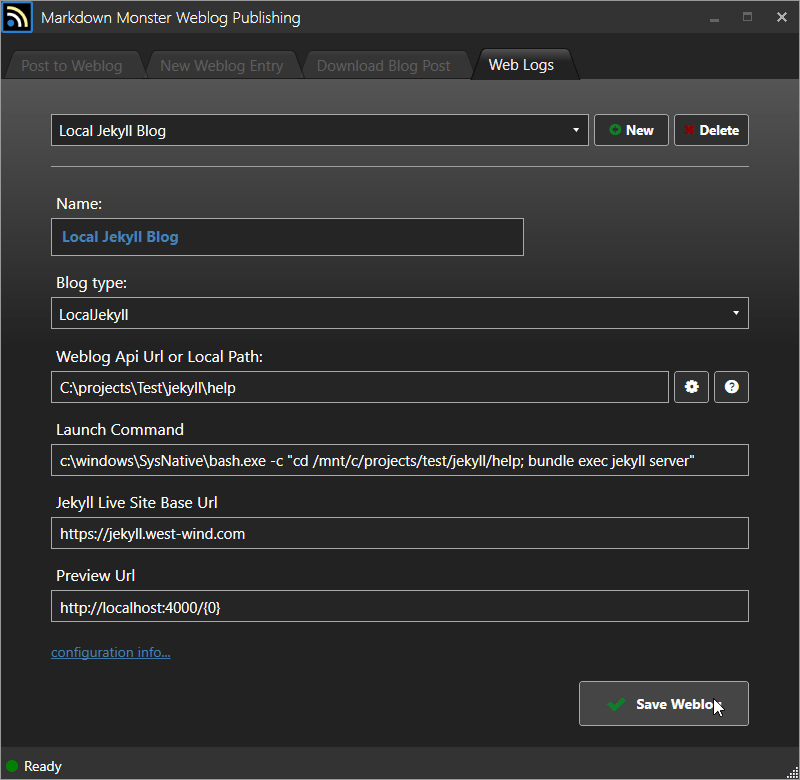 Markdown Monster Weblog Publishing
Post to Weblog New Weblog Entry Download Blog Post Web Logs
Local Jekyll Blog New Delete
Name:
Local Jekyll Blog
Blog type:
LocalJekyll
Weblog Api Url or Local Path:
C:\projects\Test\jekyll\help
Launch Command
c:\windows\SysNative\bash.exe -c "cd /mnt/c/projects/test/jekyll/help; bundle exec jekyll server"
Jekyll Live Site Base Url
https://jekyll.west-wind.com
Preview Url
http://localhost:4000/{0}
configuration info...
Save Weblog
Ready